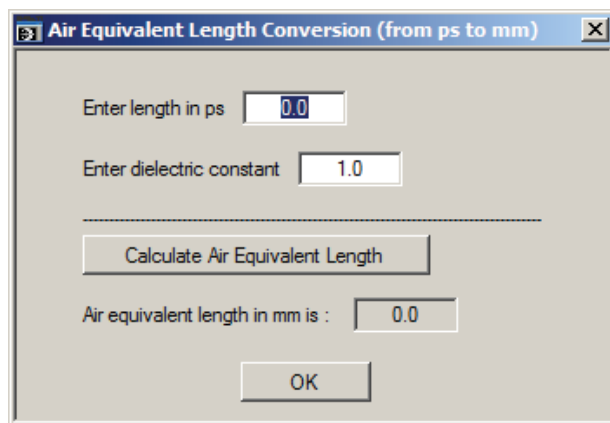 Air Equivalent Length Conversion (from ps to mm)
Enter length in ps 0.0
Enter dielectric constant 1.0
Calculate Air Equivalent Length
Air equivalent length in mm is : 0.0
OK